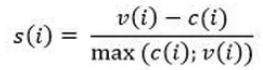 s(i) = v(i) − c(i) / max (c(i); v(i))